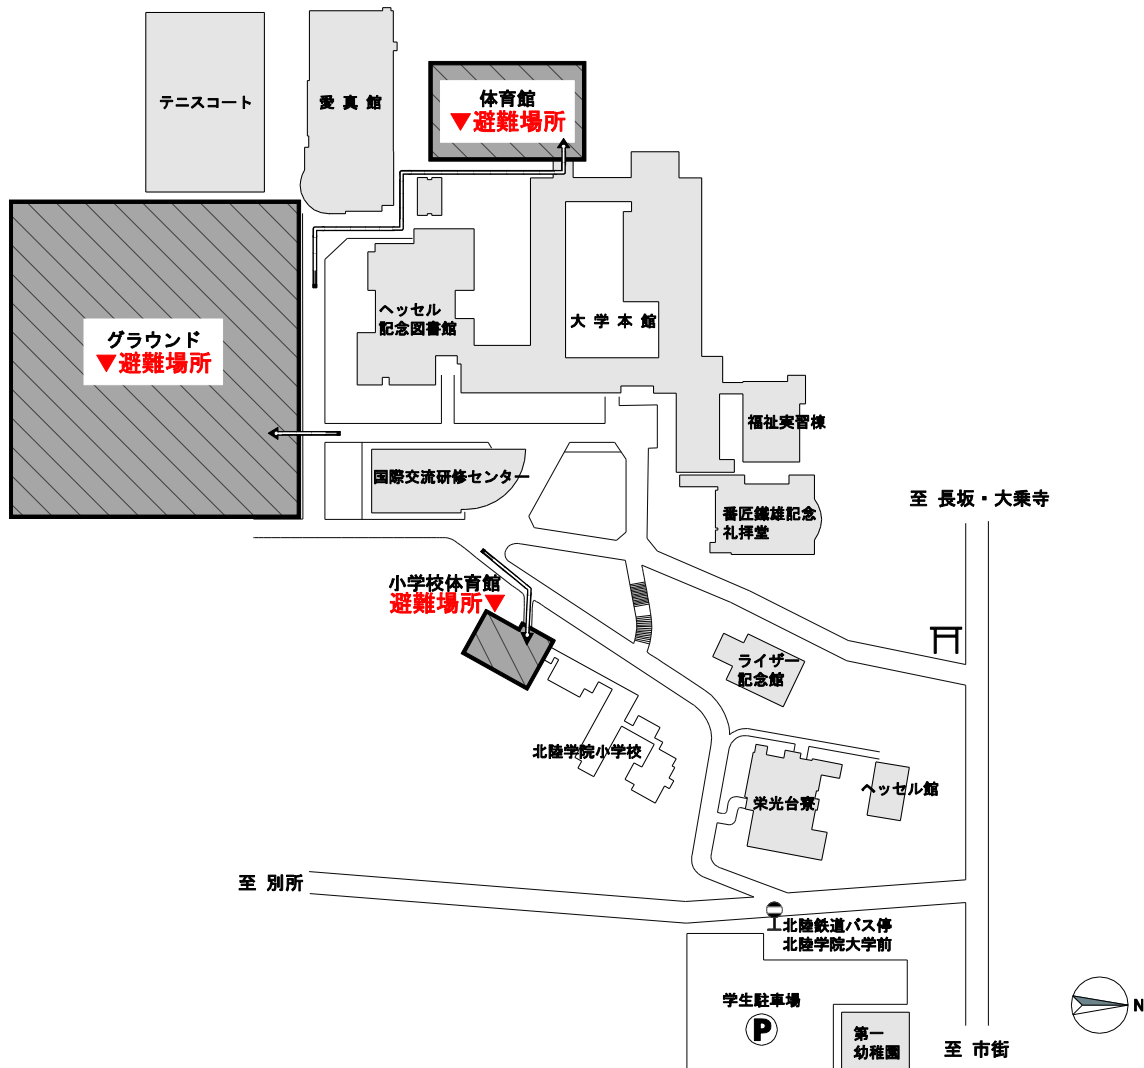 テニスコート
愛真館
体育館
▼避難場所
グラウンド
▼避難場所
ヘッセル
記念図書館
大学本館
福祉実習棟
国際交流研修センター
番匠鐵雄記念
礼拝堂
至 長坂・大乗寺
小学校体育館
避難場所▼
ライザー
記念館
北陸学院小学校
栄光台寮
ヘッセル館
至 別所
北陸鉄道バス停
北陸学院大学前
学生駐車場
P
第一
幼稚園
至 市街
N